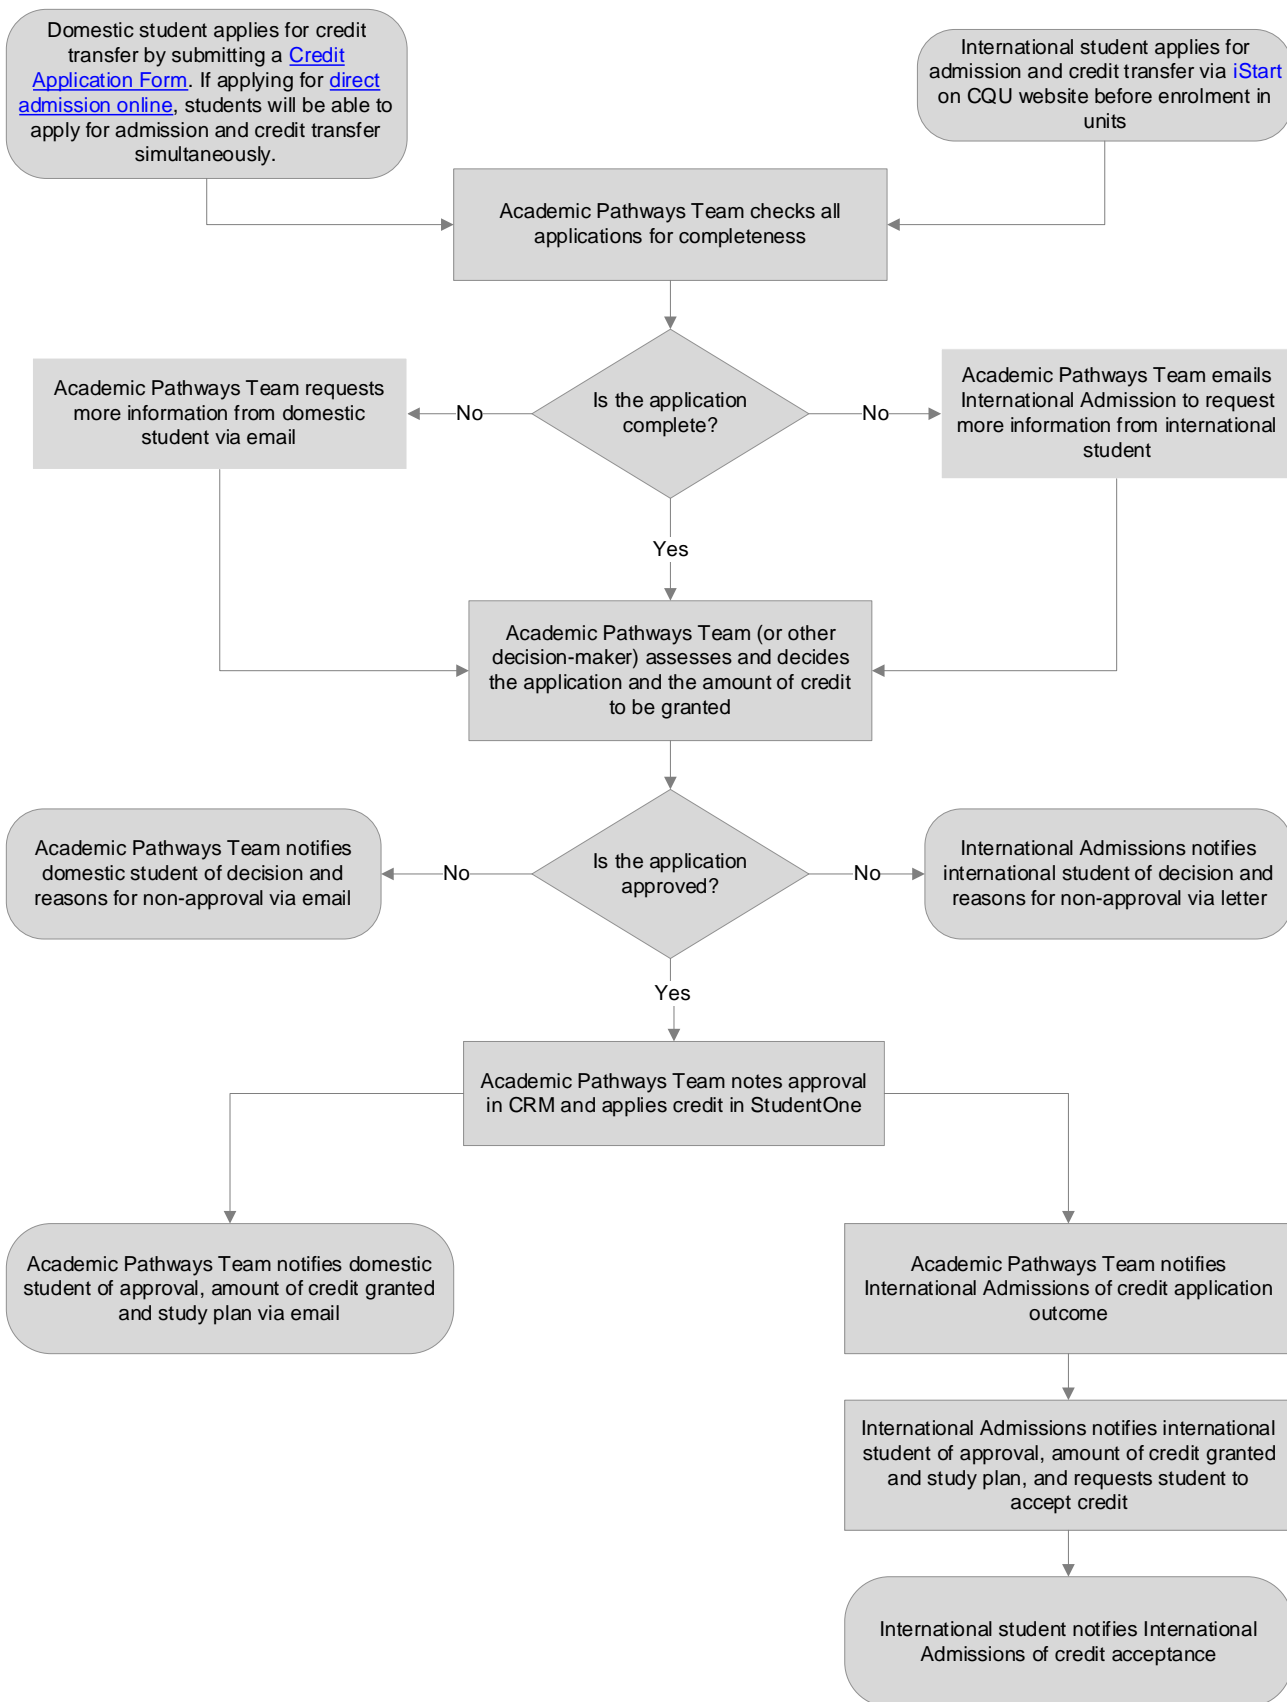 Domestic student applies for credit
transfer by submitting a Credit
Application Form. If applying for direct
admission online, students will be able to
apply for admission and credit transfer
simultaneously.
International student applies for
admission and credit transfer via iStart
on CQU website before enrolment in
units
Academic Pathways Team checks all
applications for completeness
Academic Pathways Team requests
more information from domestic
student via email
No
Is the application
complete?
No
Academic Pathways Team emails
International Admission to request
more information from international
student
Yes
Academic Pathways Team (or other
decision-maker) assesses and decides
the application and the amount of credit
to be granted
Academic Pathways Team notifies
domestic student of decision and
reasons for non-approval via email
No
Is the application
approved?
No
International Admissions notifies
international student of decision and
reasons for non-approval via letter
Yes
Academic Pathways Team notes approval
in CRM and applies credit in StudentOne
Academic Pathways Team notifies domestic
student of approval, amount of credit granted
and study plan via email
Academic Pathways Team notifies
International Admissions of credit application
outcome
International Admissions notifies international
student of approval, amount of credit granted
and study plan, and requests student to
accept credit
International student notifies International
Admissions of credit acceptance